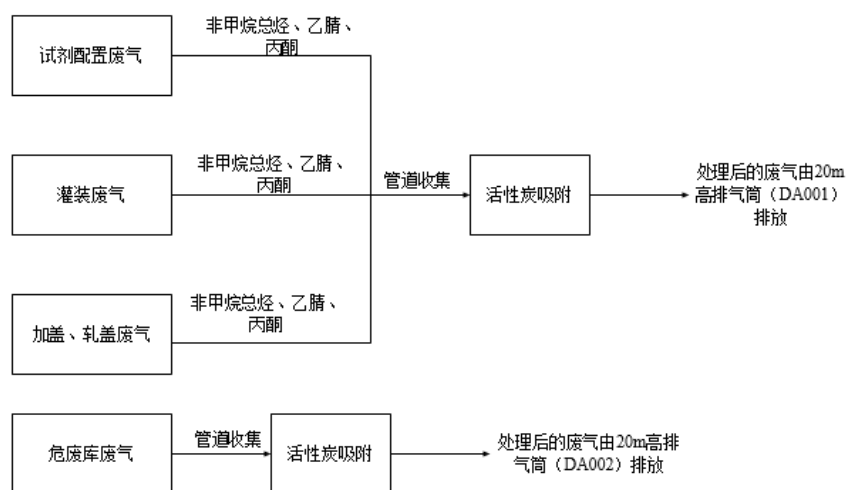 试剂配置废气
非甲烷总烃、乙腈、
丙酮
灌装废气
非甲烷总烃、乙腈、
丙酮
管道收集
活性炭吸附
处理后的废气由20m
高排气筒（DA001）
排放
加盖、轧盖废气
非甲烷总烃、乙腈、
丙酮
危废库废气
管道收集
活性炭吸附
处理后的废气由20m高排
气筒（DA002）排放